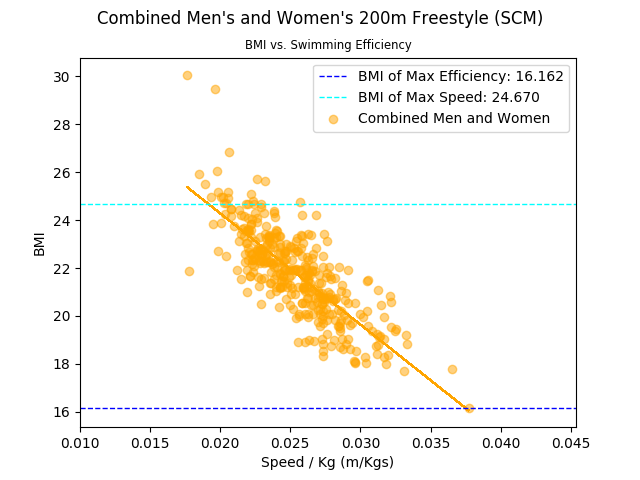 Combined Men's and Women's 200m Freestyle (SCM)
BMI vs. Swimming Efficiency
BMI of Max Efficiency: 16.162
BMI of Max Speed: 24.670
Combined Men and Women
BMI
30
28
26
24
22
20
18
16
0.010 0.015 0.020 0.025 0.030 0.035 0.040 0.045
Speed / Kg (m/Kgs)